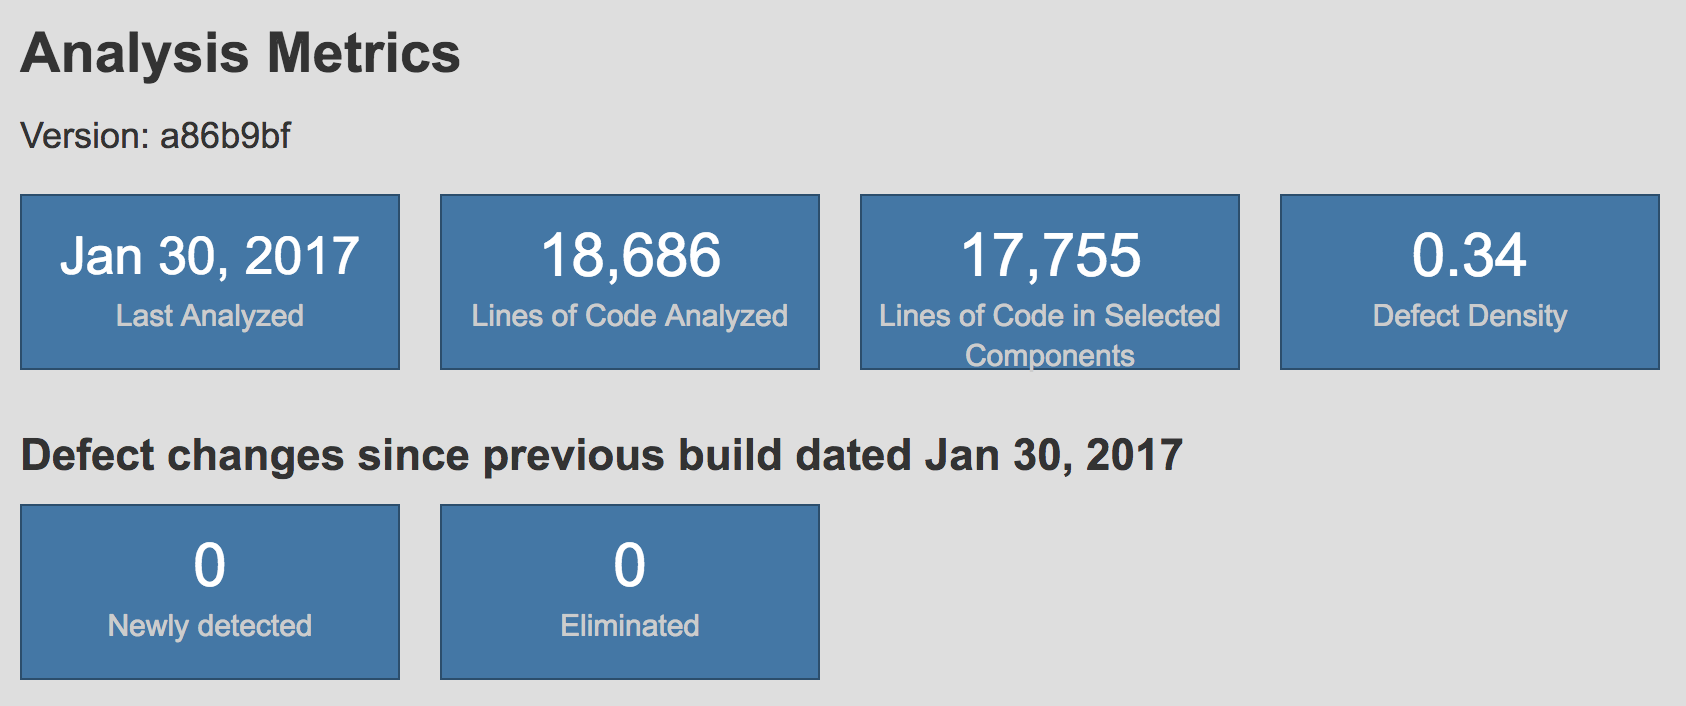 Analysis Metrics
Version: a86b9bf
Jan 30, 2017
Last Analyzed
18,686
Lines of Code Analyzed
17,755
Lines of Code in Selected
Components
0.34
Defect Density
Defect changes since previous build dated Jan 30, 2017
0
Newly detected
0
Eliminated